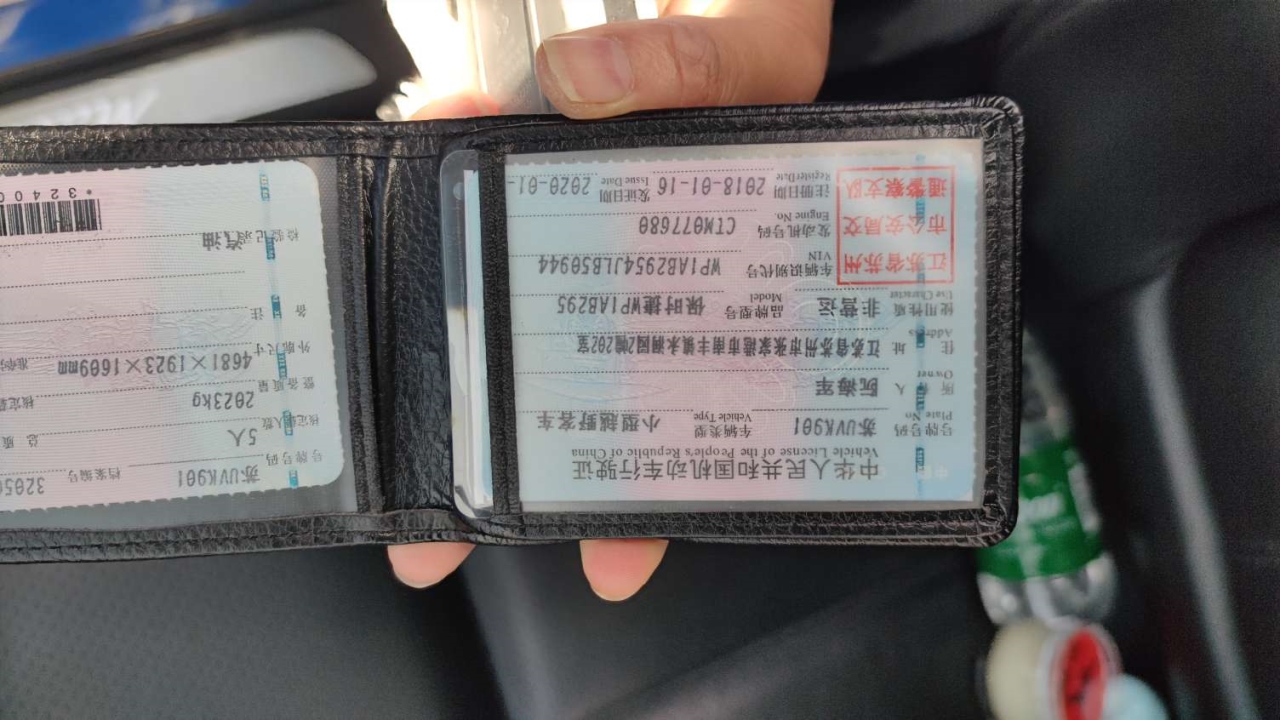 中华人民共和国机动车行驶证
Vehicle License of the People's Republic of China
号牌号码 苏UVK901 车辆类型 小型越野客车
Plate No. Vehicle Type
所有人 阮海军
Owner
住址 江苏省苏州市张家港市南丰镇永润园2幢202室
Address
使用性质 非营运 品牌型号 保时捷WP1AB295
Use Character Model
江苏省苏州
市公安局交
通警察支队
车辆识别代号 WP1AB2954JLB50944
VIN
发动机号码 CTM077680
Engine No.
注册日期 2018-01-16 发证日期 2020-01-
Register Date Issue Date
号牌号码 苏UVK901 档案编号 3205
核定载人数 5人 总质
整备质量 2023kg 核定载
外廓尺寸 4681×1923×1609mm 准牵
备注
检验记录 汽油
*32400